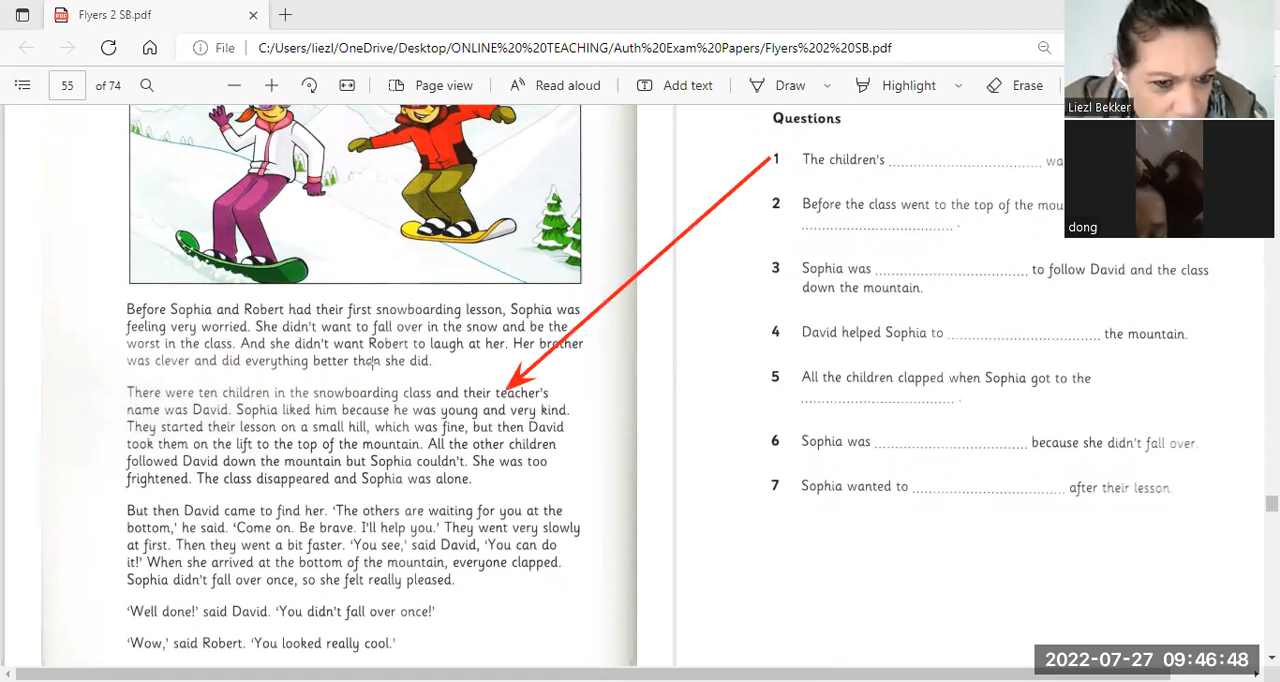 Flyers 2 SB.pdf
File
C:/Users/liezl/OneDrive/Desktop/ONLINE%20%20TEACHING/Auth%20Exam%20Papers/Flyers%202%20SB.pdf
55 of 74
Page view
Read aloud
Add text
Draw
Highlight
Erase
Liezl Bekker
dong
Before Sophia and Robert had their first snowboarding lesson, Sophia was
feeling very worried. She didn't want to fall over in the snow and be the
worst in the class. And she didn't want Robert to laugh at her. Her brother
was clever and did everything better than she did.
There were ten children in the snowboarding class and their teacher's
name was David. Sophia liked him because he was young and very kind.
They started their lesson on a small hill, which was fine, but then David
took them on the lift to the top of the mountain. All the other children
followed David down the mountain but Sophia couldn't. She was too
frightened. The class disappeared and Sophia was alone.
But then David came to find her. 'The others are waiting for you at the
bottom,' he said. 'Come on. Be brave. I'll help you.' They went very slowly
at first. Then they went a bit faster. 'You see,' said David, 'You can do
it!' When she arrived at the bottom of the mountain, everyone clapped.
Sophia didn't fall over once, so she felt really pleased.
'Well done!' said David. 'You didn't fall over once!'
'Wow,' said Robert. 'You looked really cool.'
Questions
1 The children's ........................................ wa
2 Before the class went to the top of the mou
........................................ .
3 Sophia was ........................................ to follow David and the class
down the mountain.
4 David helped Sophia to ........................................ the mountain.
5 All the children clapped when Sophia got to the
........................................ .
6 Sophia was ........................................ because she didn't fall over.
7 Sophia wanted to ........................................ after their lesson.
2022-07-27 09:46:48